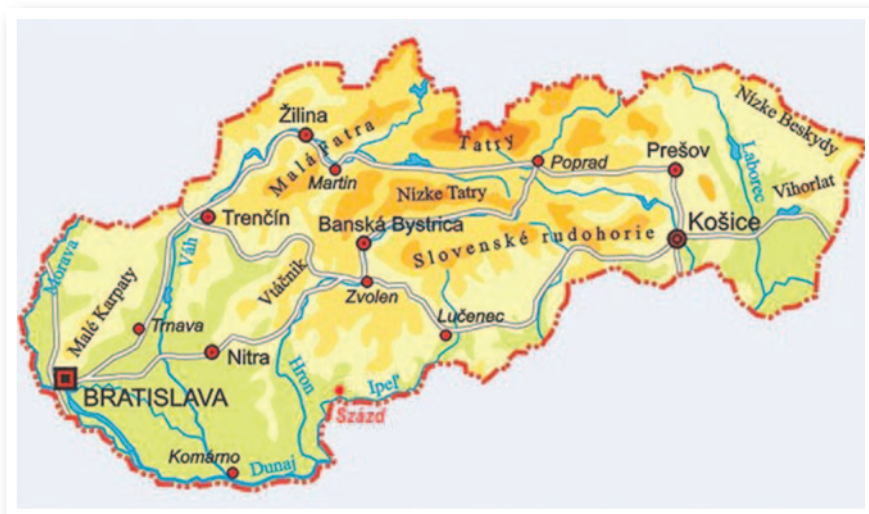 Žilina
Malá Fatra
Martin
Tatry
Poprad
Prešov
Nízke Beskydy
Laborec
Vihorlat
Nízke Tatry
Trenčín
Banská Bystrica
Slovenské rudohorie
Košice
Morava
Váh
Malé Karpaty
Vtáčnik
Zvolen
Lučenec
Trnava
Nitra
Hron
Ipeľ
Százd
BRATISLAVA
Komárno
Dunaj